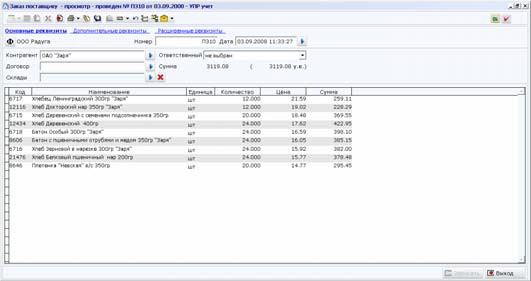 Заказ поставщику - просмотр - проведен № П310 от 03.09.2008 11:33:27 - УПР учет
Основные реквизиты Дополнительные реквизиты Расширенные реквизиты
ООО Радуга Номер П310 Дата 03.09.2008 11:33:27
Контрагент ОАО "Заря" Ответственный не выбран
Договор Сумма 3119.08 ( 3119.08 у.е.)
Склады
Код Наименование Единица Количество Цена Сумма
6717 Хлебец Ленинградский 300гр "Заря" шт 12.000 21.59 259.11
12116 Хлеб Докторский нар 350гр "Заря" шт 12.000 19.02 228.29
6715 Хлеб Деревенский с семенами подсолнечника 350гр шт 20.000 18.48 369.55
12434 Хлеб Деревенский 400гр шт 24.000 17.62 422.95
6718 Батон Особый 300гр "Заря" шт 24.000 16.59 398.10
8606 Батон с пшеничными отрубями и медом 350гр "Заря" шт 24.000 16.05 385.15
6716 Хлеб Зерновой в нарезке 300гр "Заря" шт 24.000 15.92 382.00
21476 Хлеб Белковый пшеничный нар 200гр шт 24.000 15.77 378.48
8646 Плетенка "Невская" в/с 350гр шт 20.000 14.77 295.45
Записать Выход